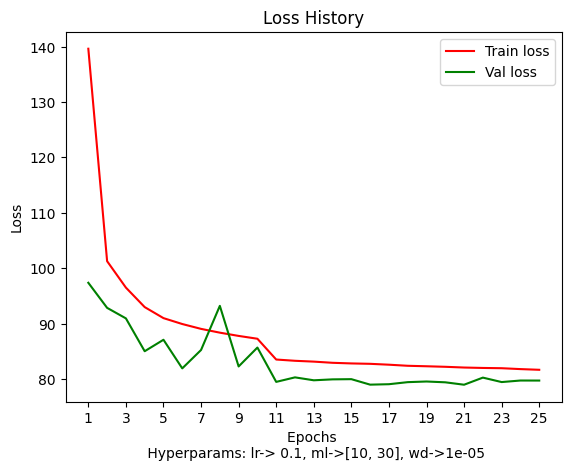 Loss History
Train loss
Val loss
140
130
120
110
100
90
80
Loss
1 3 5 7 9 11 13 15 17 19 21 23 25
Epochs
Hyperparams: lr-> 0.1, ml->[10, 30], wd->1e-05